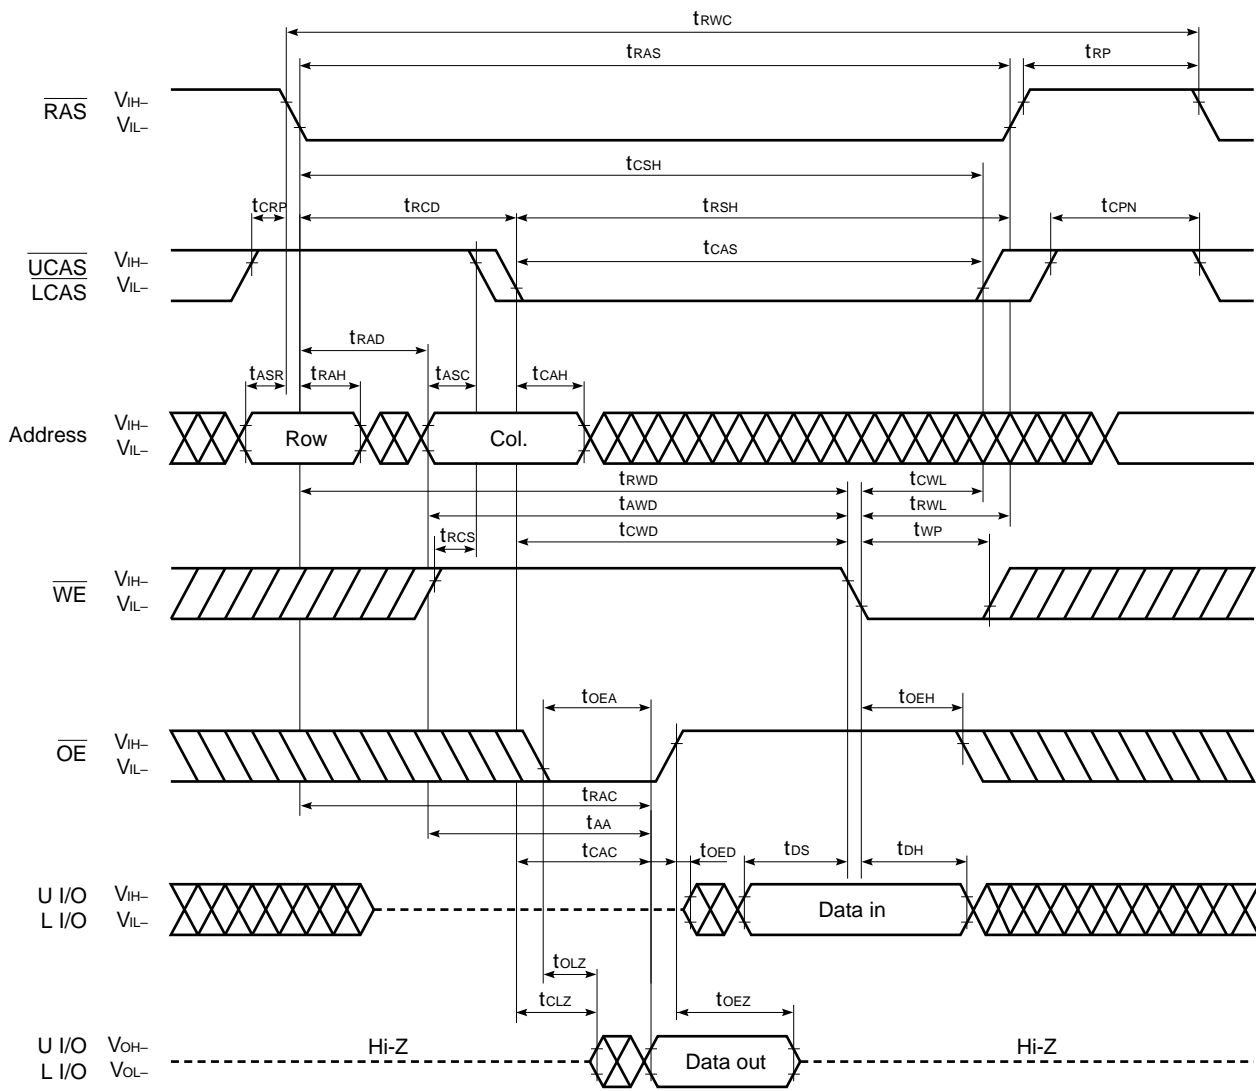 tRWC
tRAS
tRP
RAS
VIH–
VIL–
tCSH
tCRP
tRCD
tRSH
tCPN
UCAS
LCAS
VIH–
VIL–
tCAS
tRAD
tASR
tRAH
tASC
tCAH
Address
VIH–
VIL–
Row
Col.
tRWD
tCWL
tAWD
tRWL
tRCS
tCWD
tWP
WE
VIH–
VIL–
tOEA
tOEH
OE
VIH–
VIL–
tRAC
tAA
tCAC
tOED
tDS
tDH
U I/O
L I/O
VIH–
VIL–
Data in
tOLZ
tCLZ
tOEZ
U I/O
L I/O
VOH–
VOL–
Hi-Z
Data out
Hi-Z